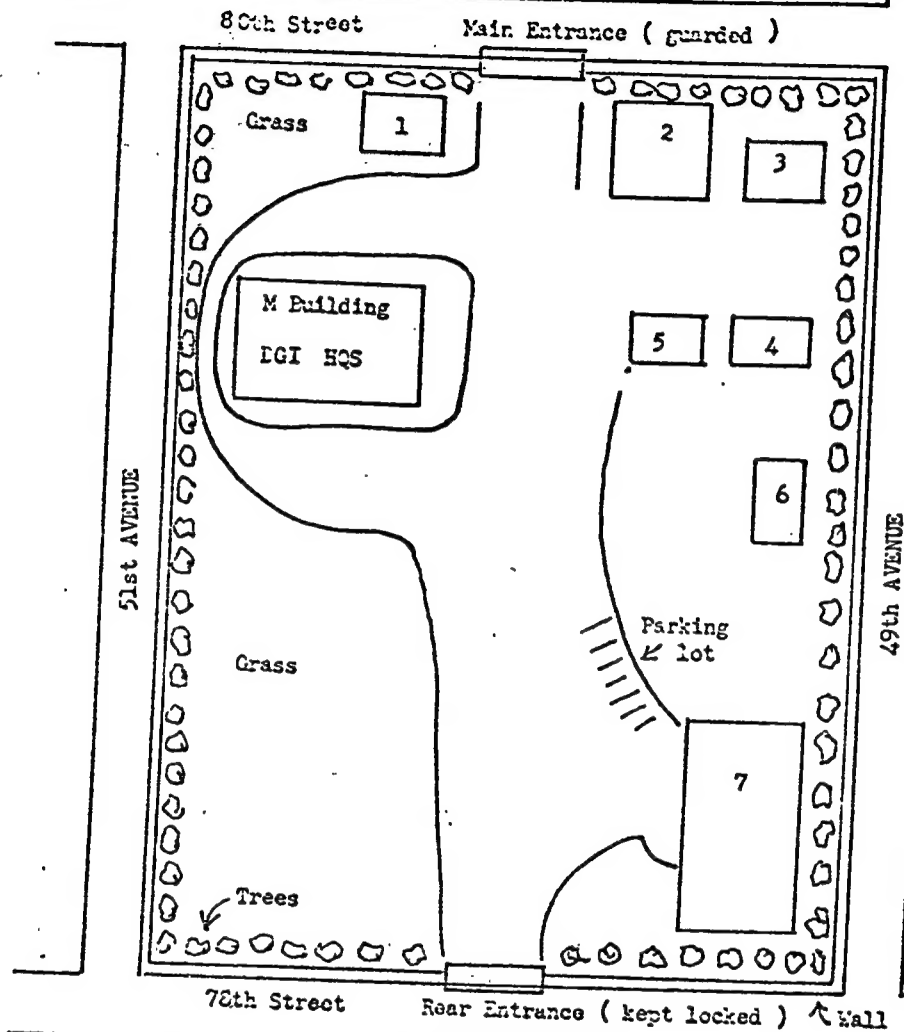 80th Street
Main Entrance ( guarded )
Grass
1
2
3
M Building
DGI HQS
5
4
6
51st AVENUE
49th AVENUE
Parking
lot
Grass
7
Trees
78th Street
Rear Entrance ( kept locked )
Wall